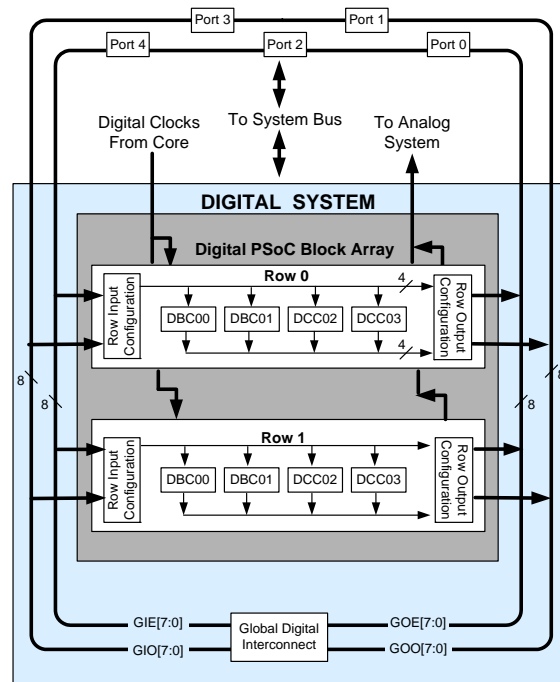 Port 3
Port 1
Port 4
Port 2
Port 0
Digital Clocks
From Core
To System Bus
To Analog
System
DIGITAL SYSTEM
Digital PSoC Block Array
Row 0
4
Row Input
Configuration
DBC00
DBC01
DCC02
DCC03
4
Row Output
Configuration
8
8
8
8
Row 1
Row Input
Configuration
DBC00
DBC01
DCC02
DCC03
Row Output
Configuration
GIE[7:0]
GIO[7:0]
Global Digital
Interconnect
GOE[7:0]
GOO[7:0]